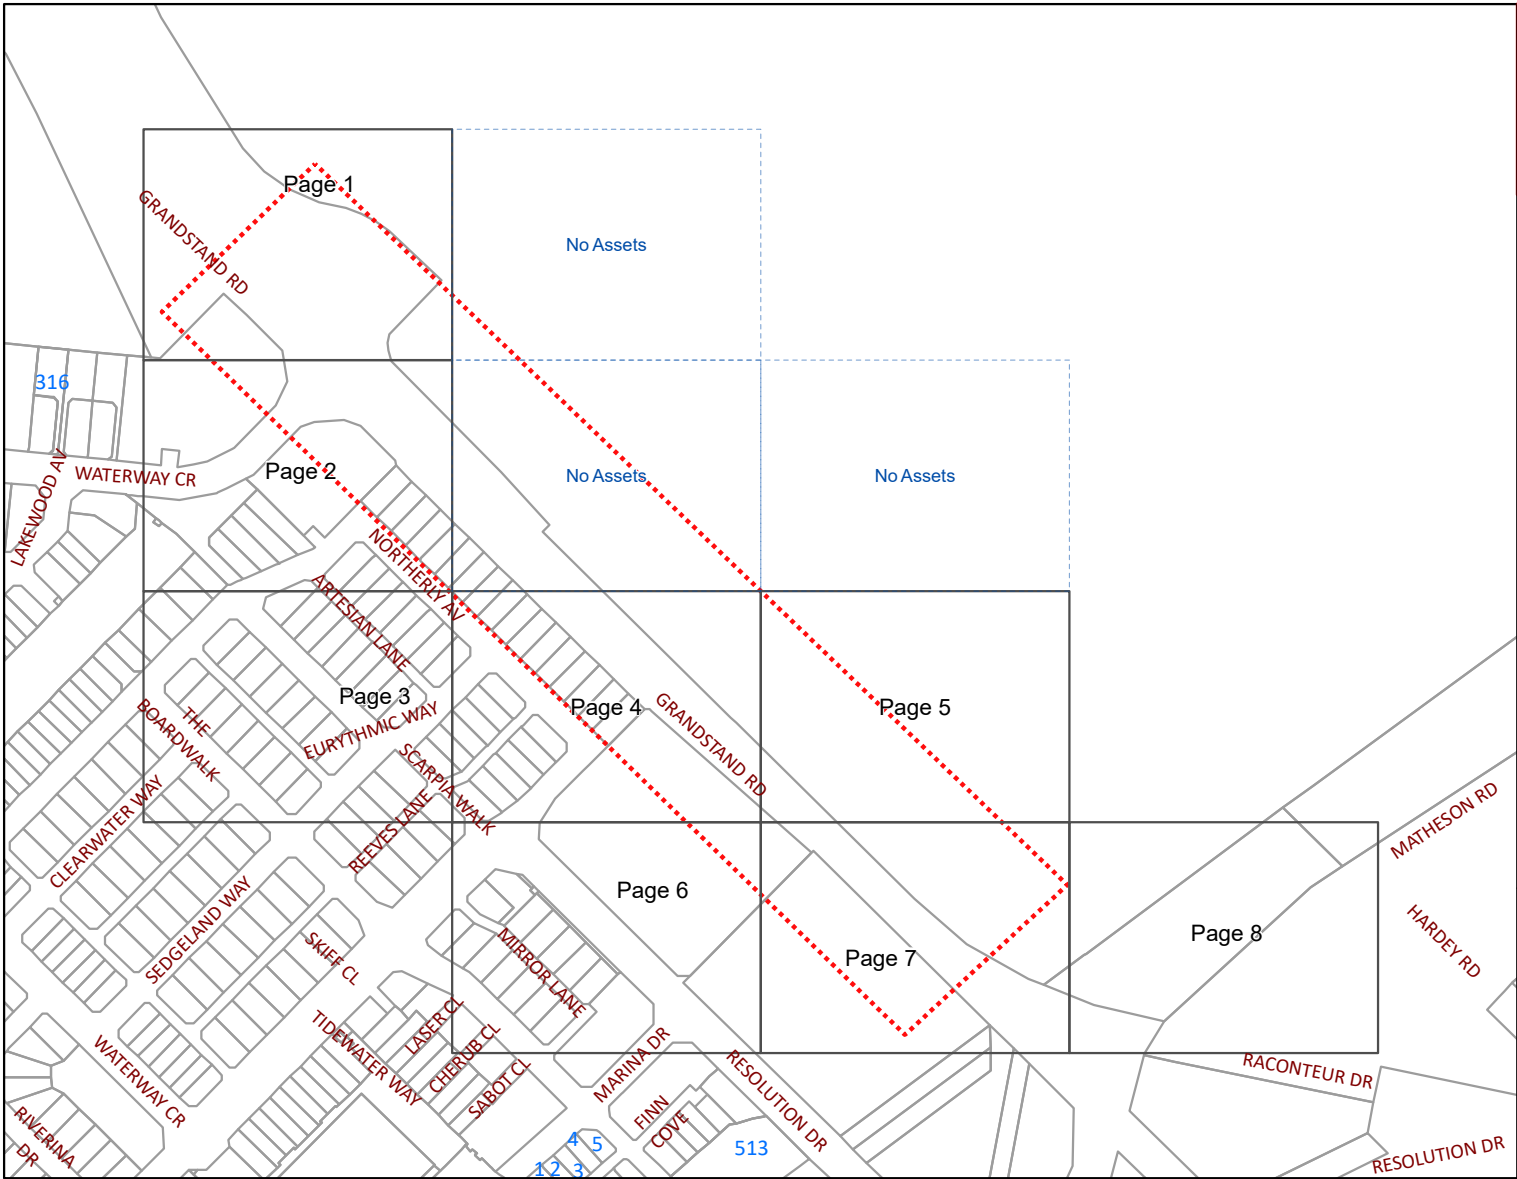 Page 1
GRANDSTAND RD
No Assets
316
WATERWAY CR
LAKEWOOD AV
Page 2
No Assets
No Assets
NORTHERLY AV
ARTESIAN LANE
Page 3
EURYTHMIC WAY
THE
BOARDWALK
SCARPIA WALK
Page 4
GRANDSTAND RD
Page 5
CLEARWATER WAY
REEVES LANE
SEDGELAND WAY
SKIFF CL
MIRROR LANE
Page 6
Page 7
Page 8
MATHESON RD
HARDEY RD
LASER CL
CHERUB CL
SABOT CL
TIDEWATER WAY
WATERWAY CR
RIVERINA
DR
MARINA DR
FINN
COVE
RESOLUTION DR
RACONTEUR DR
RESOLUTION DR
4
5
1 2
3
513